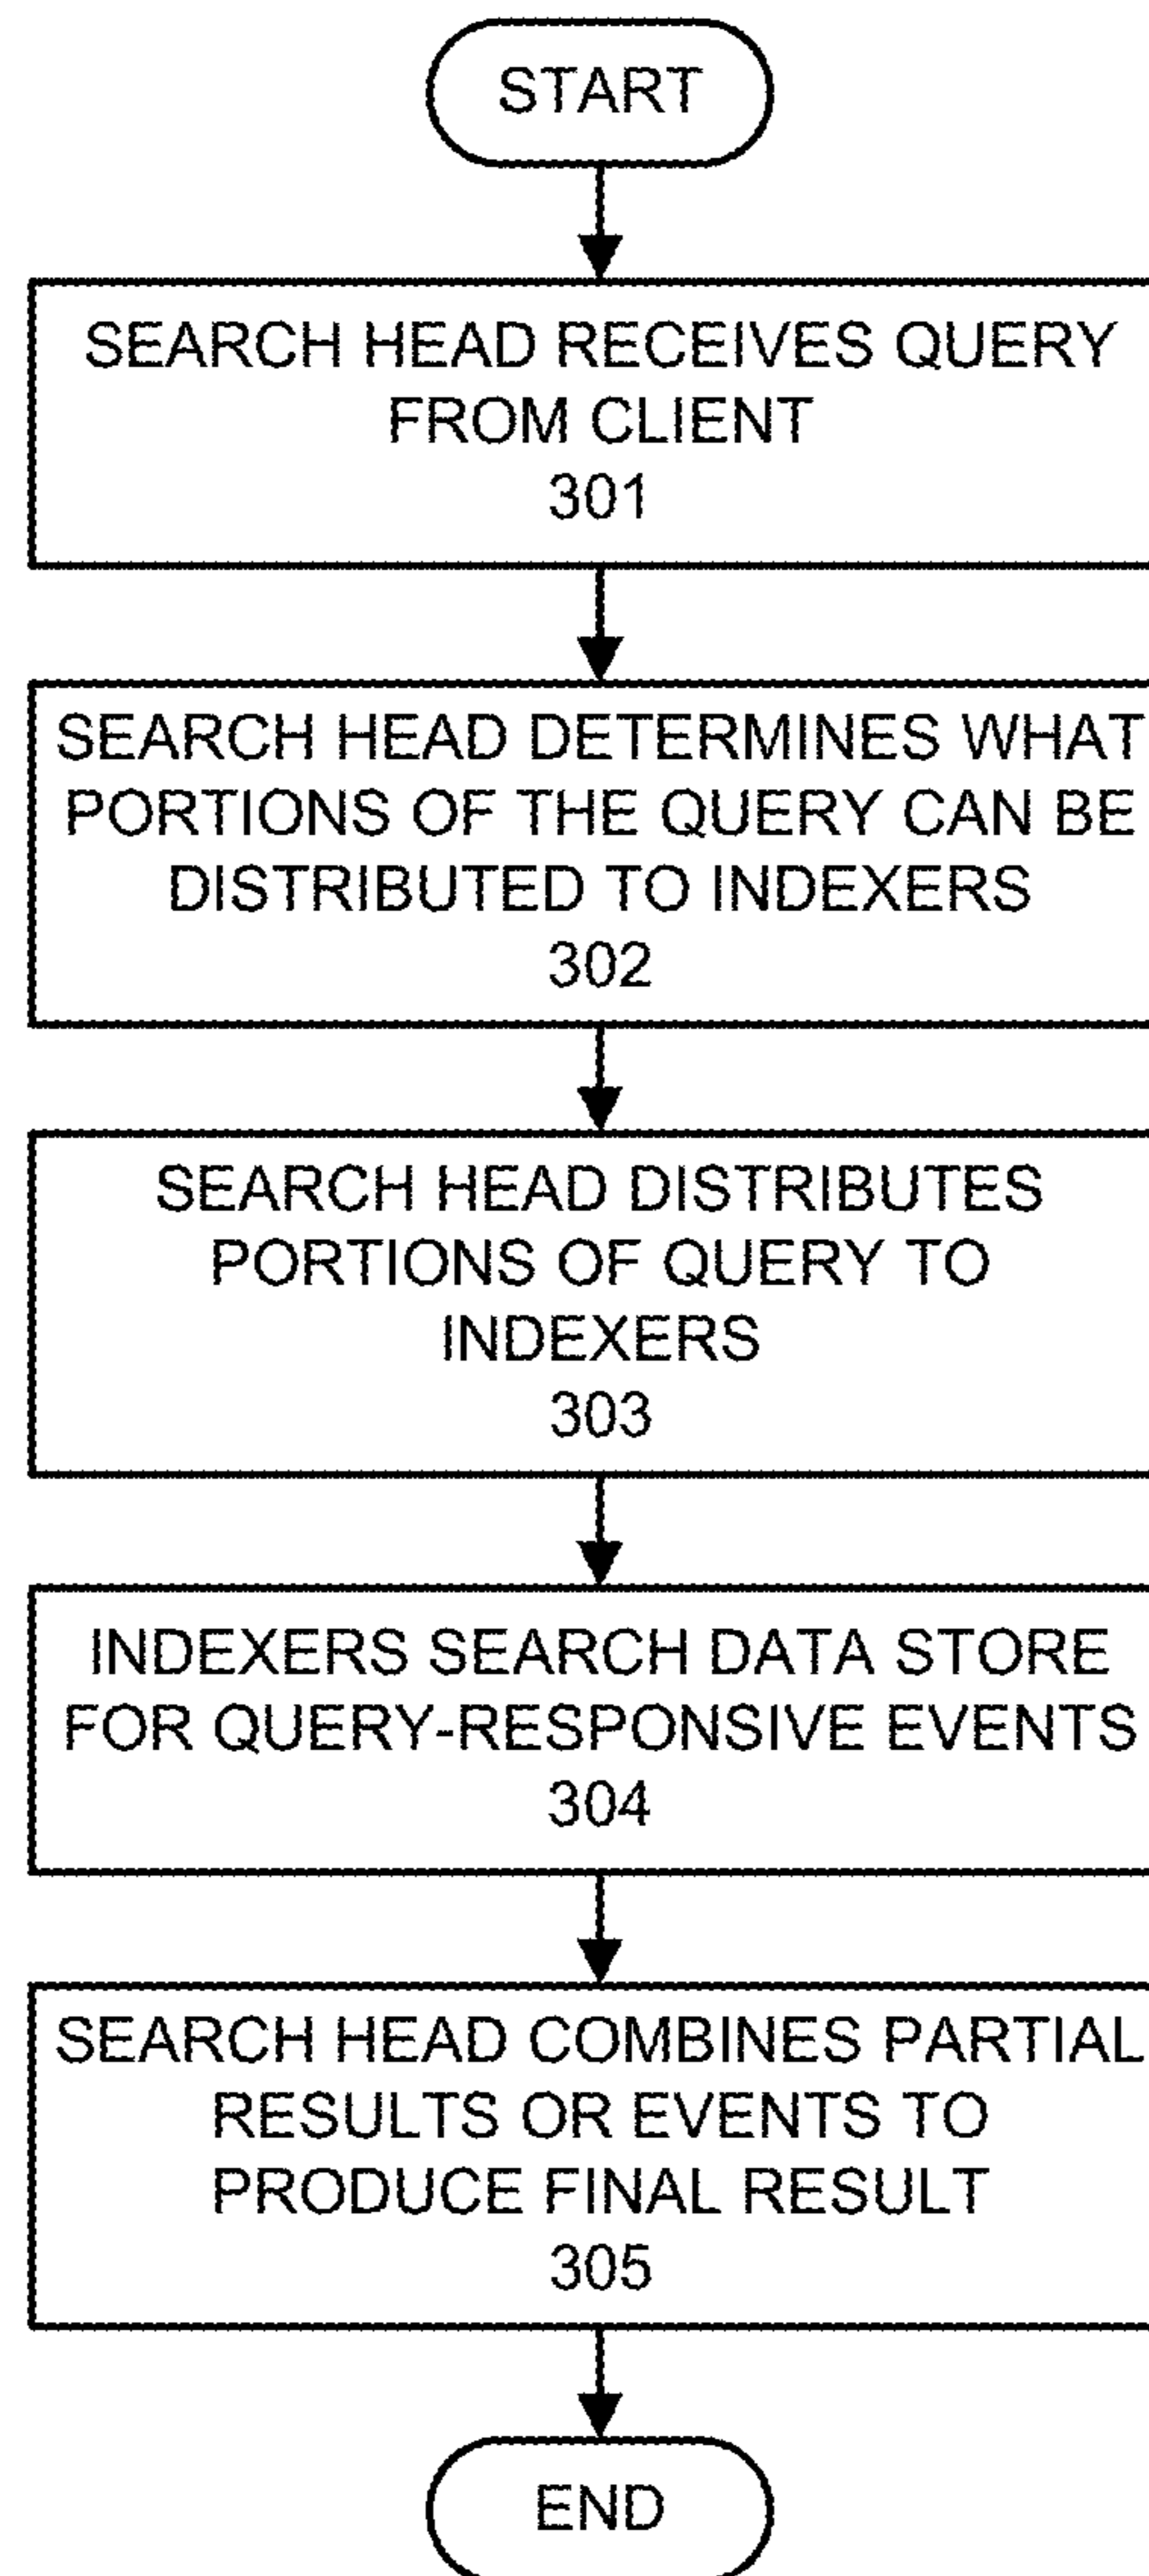 START
SEARCH HEAD RECEIVES QUERY
FROM CLIENT
301
SEARCH HEAD DETERMINES WHAT
PORTIONS OF THE QUERY CAN BE
DISTRIBUTED TO INDEXERS
302
SEARCH HEAD DISTRIBUTES
PORTIONS OF QUERY TO
INDEXERS
303
INDEXERS SEARCH DATA STORE
FOR QUERY-RESPONSIVE EVENTS
304
SEARCH HEAD COMBINES PARTIAL
RESULTS OR EVENTS TO
PRODUCE FINAL RESULT
305
END